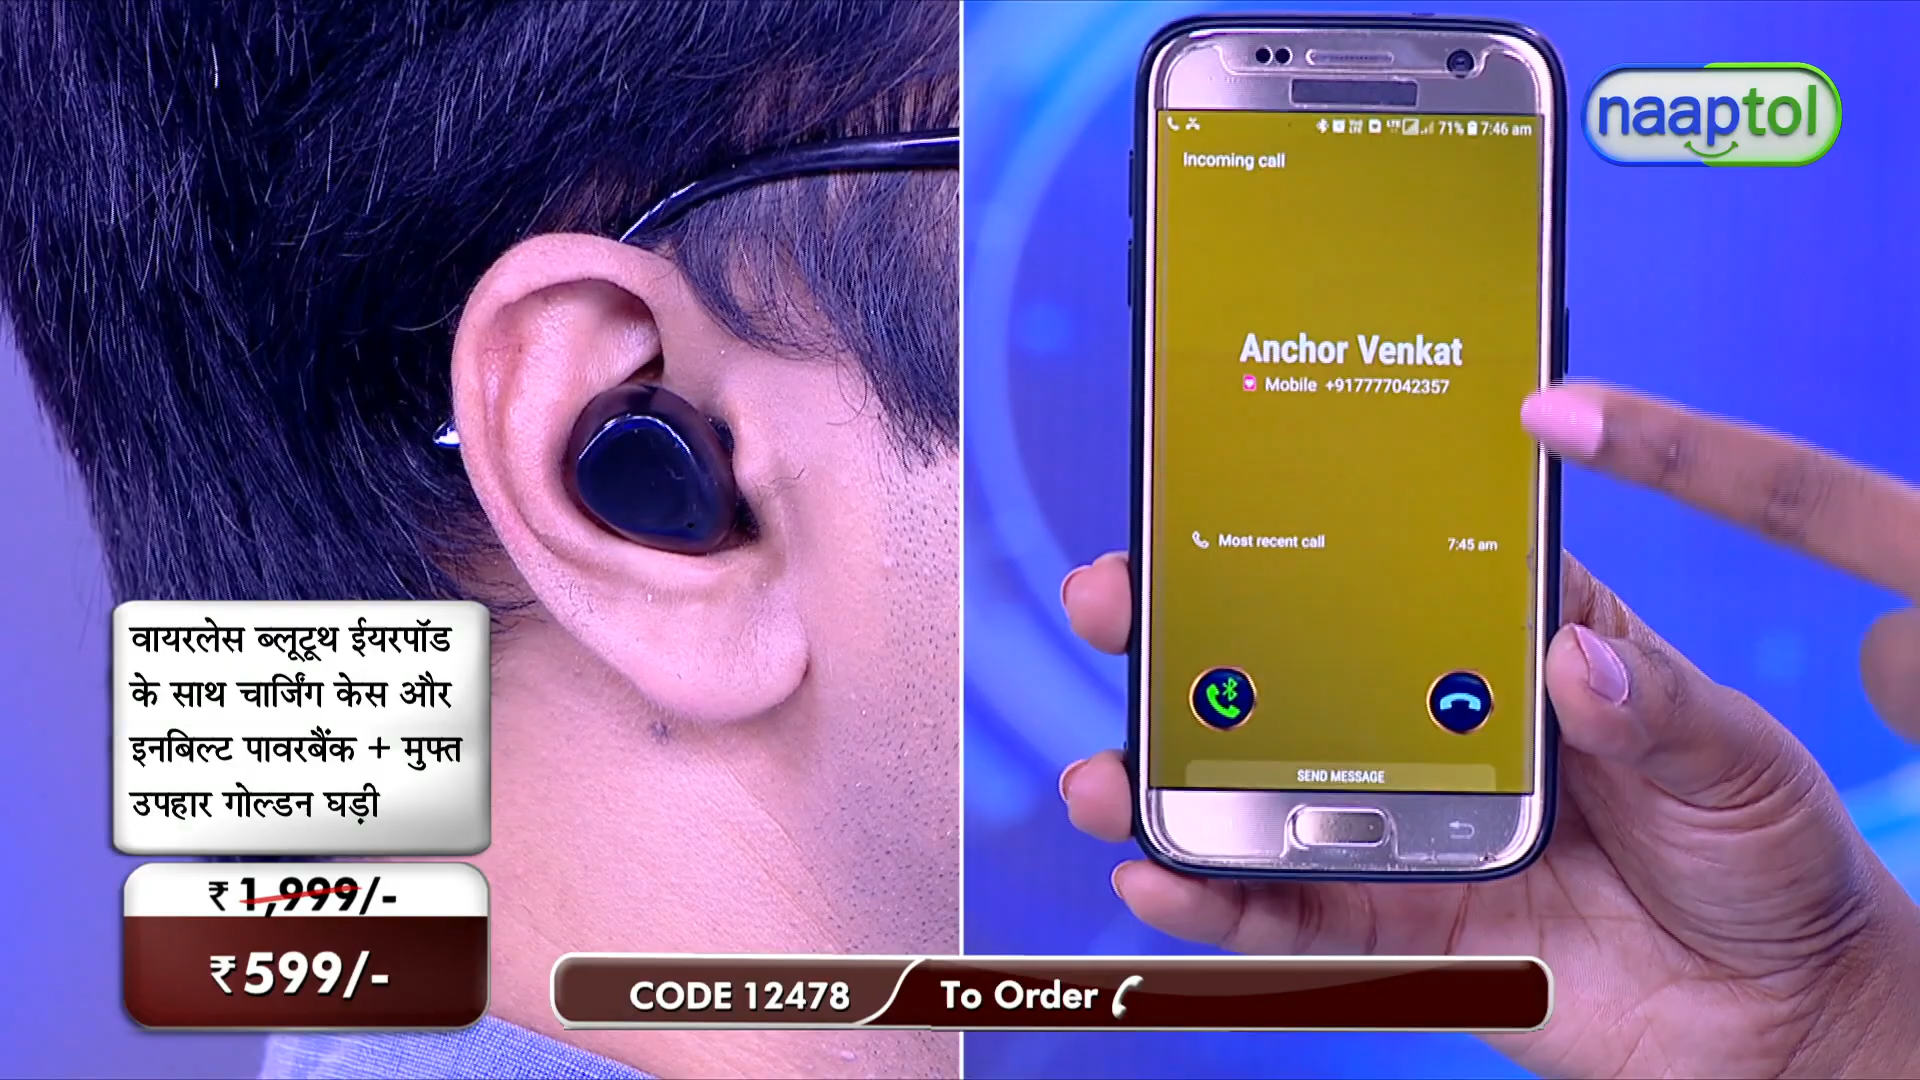 naaptol
71% 7:46 am
Incoming call
Anchor Venkat
Mobile +917777042357
Most recent call 7:45 am
SEND MESSAGE
वायरलेस ब्लूटूथ ईयरपॉड
के साथ चार्जिंग केस और
इनबिल्ट पावरबैंक + मुफ्त
उपहार गोल्डन घड़ी
₹ 1,999/-
₹ 599/-
CODE 12478 To Order